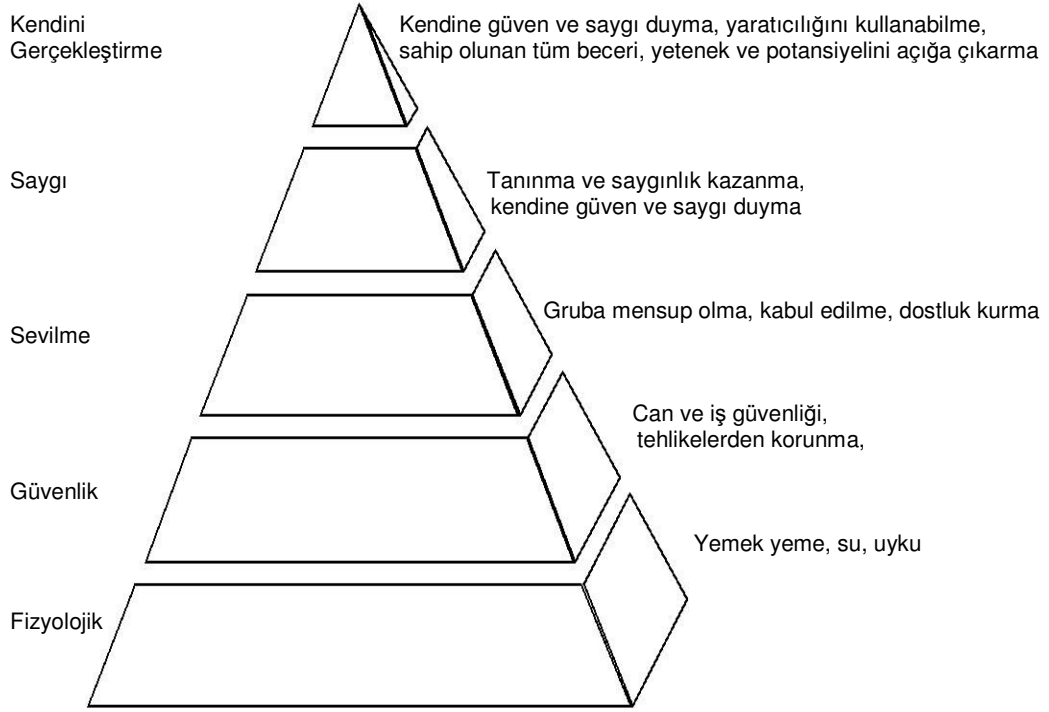 Kendini
Gerçekleştirme
Kendine güven ve saygı duyma, yaratıcılığını kullanabilme,
sahip olunan tüm beceri, yetenek ve potansiyelini açığa çıkarma
Saygı
Tanınma ve saygınlık kazanma,
kendine güven ve saygı duyma
Sevilme
Gruba mensup olma, kabul edilme, dostluk kurma
Güvenlik
Can ve iş güvenliği,
tehlikelerden korunma,
Fizyolojik
Yemek yeme, su, uyku